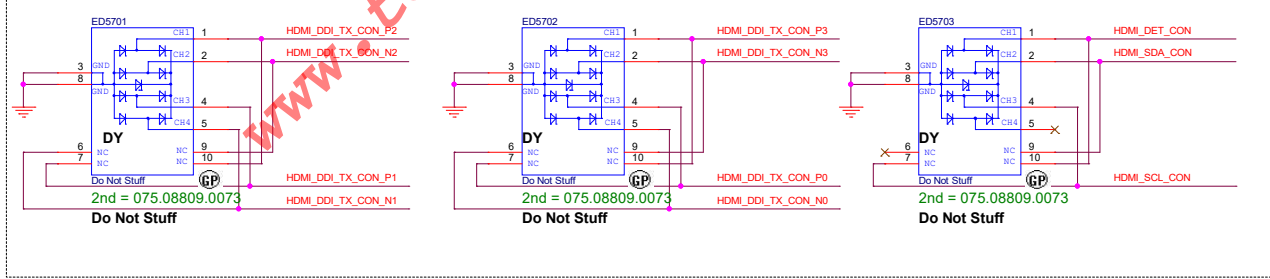 ED5701
CH1
1
HDMI_DDI_TX_CON_P2
CH2
2
HDMI_DDI_TX_CON_N2
3
GND
8
GND
CH3
4
CH4
5
DY
6
NC
NC
9
7
NC
NC
10
Do Not Stuff
GP
HDMI_DDI_TX_CON_P1
2nd = 075.08809.0073
HDMI_DDI_TX_CON_N1
Do Not Stuff
ED5702
CH1
1
HDMI_DDI_TX_CON_P3
CH2
2
HDMI_DDI_TX_CON_N3
3
GND
8
GND
CH3
4
CH4
5
DY
6
NC
NC
9
7
NC
NC
10
Do Not Stuff
GP
HDMI_DDI_TX_CON_P0
2nd = 075.08809.0073
HDMI_DDI_TX_CON_N0
Do Not Stuff
ED5703
CH1
1
HDMI_DET_CON
CH2
2
HDMI_SDA_CON
3
GND
8
GND
CH3
4
CH4
5
DY
6
NC
NC
9
7
NC
NC
10
Do Not Stuff
GP
HDMI_SCL_CON
2nd = 075.08809.0073
Do Not Stuff
www.t